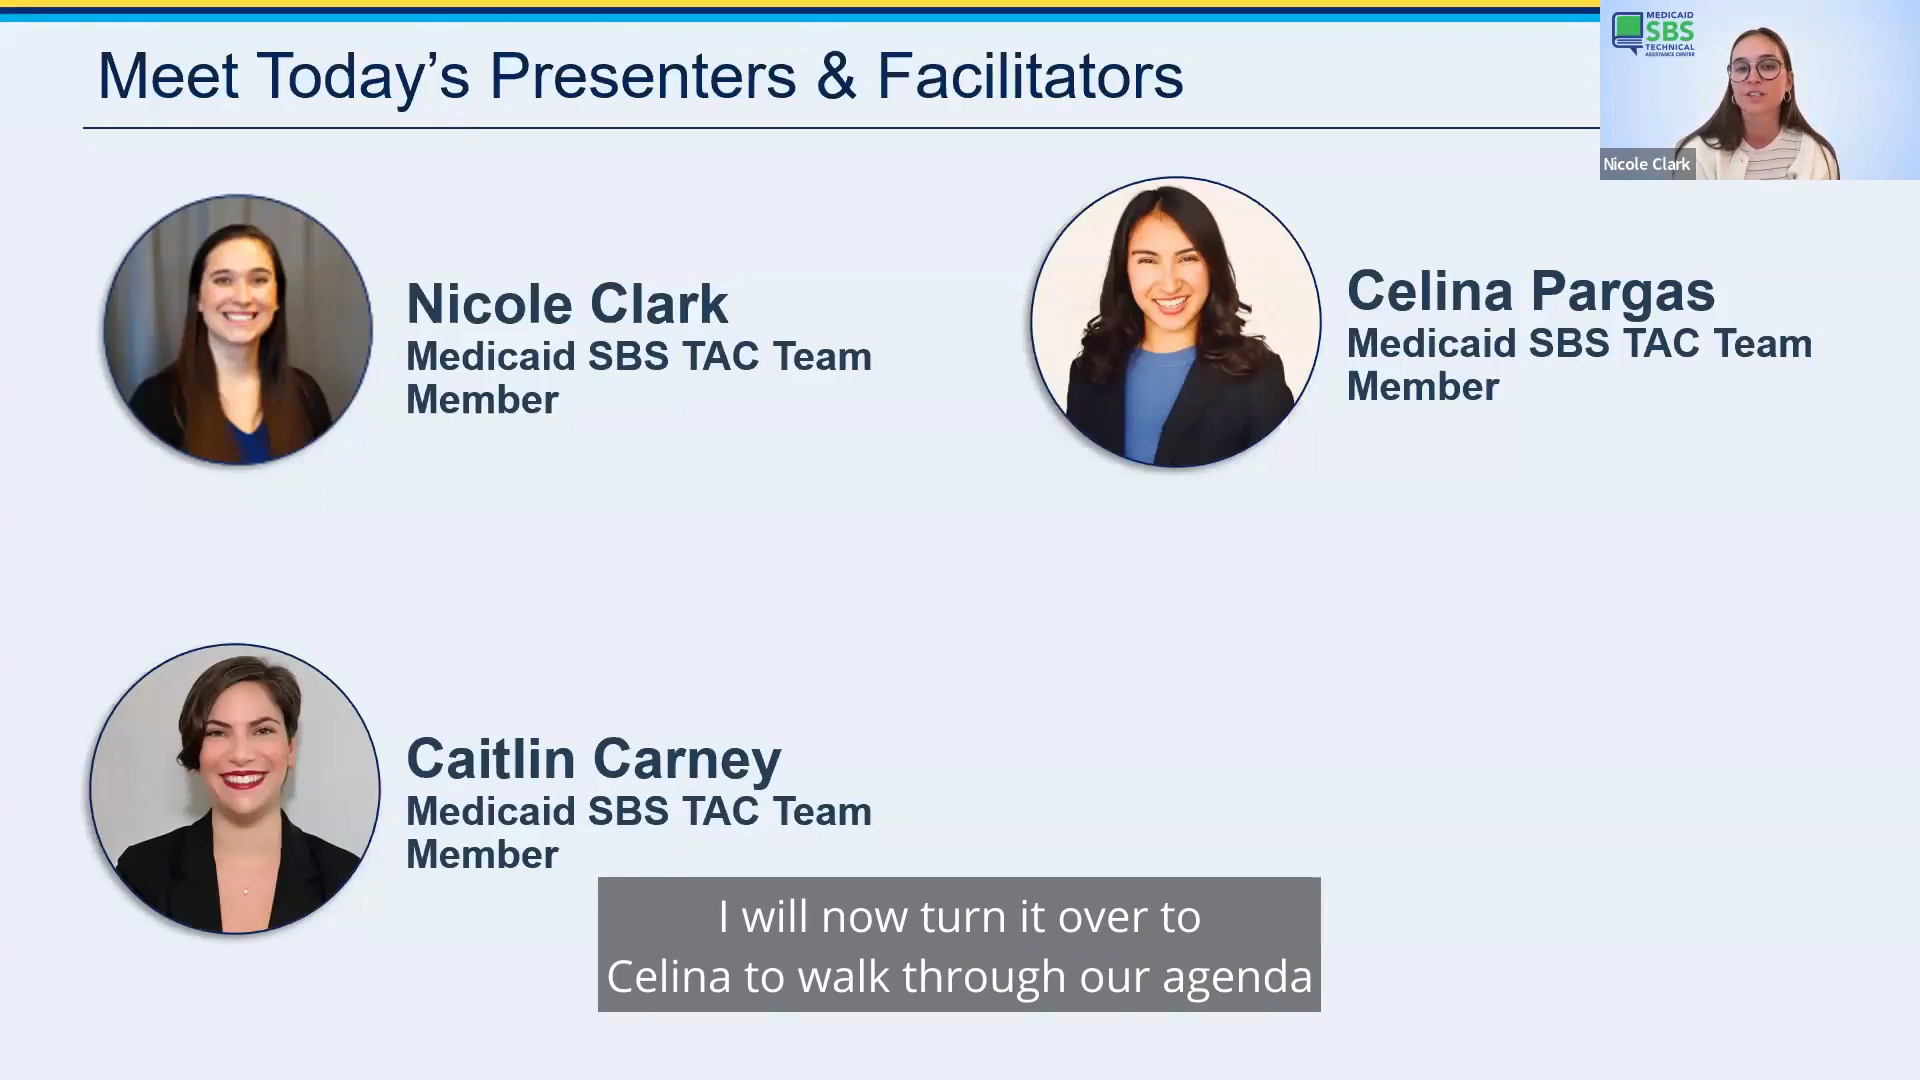 Meet Today’s Presenters & Facilitators
MEDICAID
SBS
TECHNICAL
ASSISTANCE CENTER
Nicole Clark
Nicole Clark
Medicaid SBS TAC Team
Member
Celina Pargas
Medicaid SBS TAC Team
Member
Caitlin Carney
Medicaid SBS TAC Team
Member
I will now turn it over to
Celina to walk through our agenda